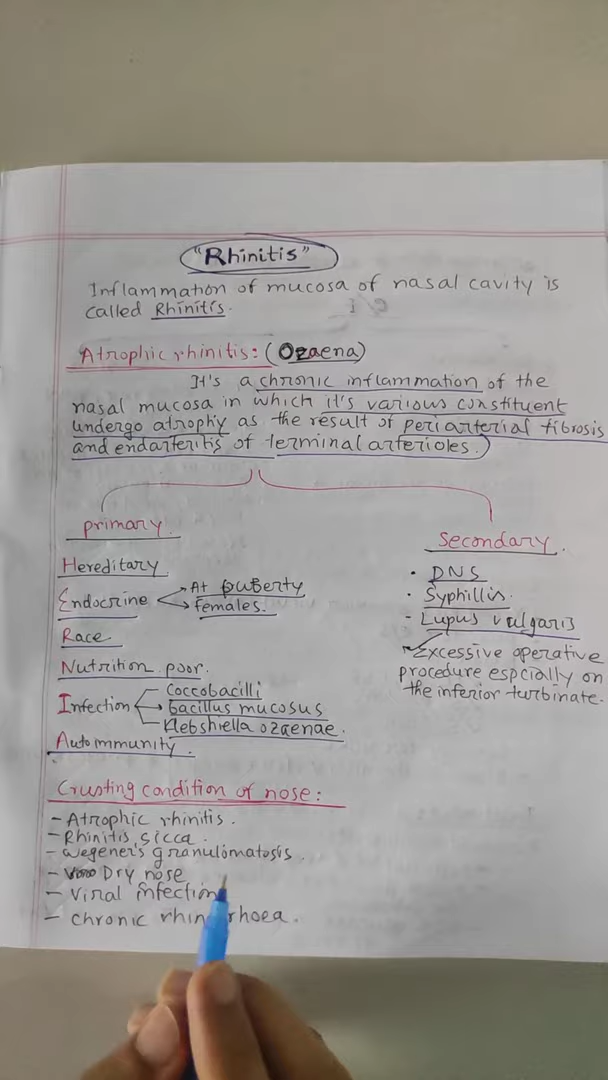 "Rhinitis"
Inflammation of mucosa of nasal cavity is
called Rhinitis.
Atrophic rhinitis: (Ozaena)
It's a chronic inflammation of the
nasal mucosa in which it's various constituent
undergo atrophy as the result of periarterial fibrosis
and endarteritis of terminal arterioles.)
primary.
Hereditary.
Endocrine
At puberty
females.
Race
Nutrition poor.
Infection
Coccobacilli
bacillus mucosus
Klebshiella ozaenae.
Autoimmunity.
Secondary.
• DNS
• Syphillis.
- Lupus vulgaris
Excessive operative
procedure espcially on
the inferior turbinate.
Crusting condition of nose:
- Atrophic rhinitis.
- Rhinitis sicca.
- Wegener's granulomatosis.
- Dry nose
- Viral infection
- chronic rhin rhoea.